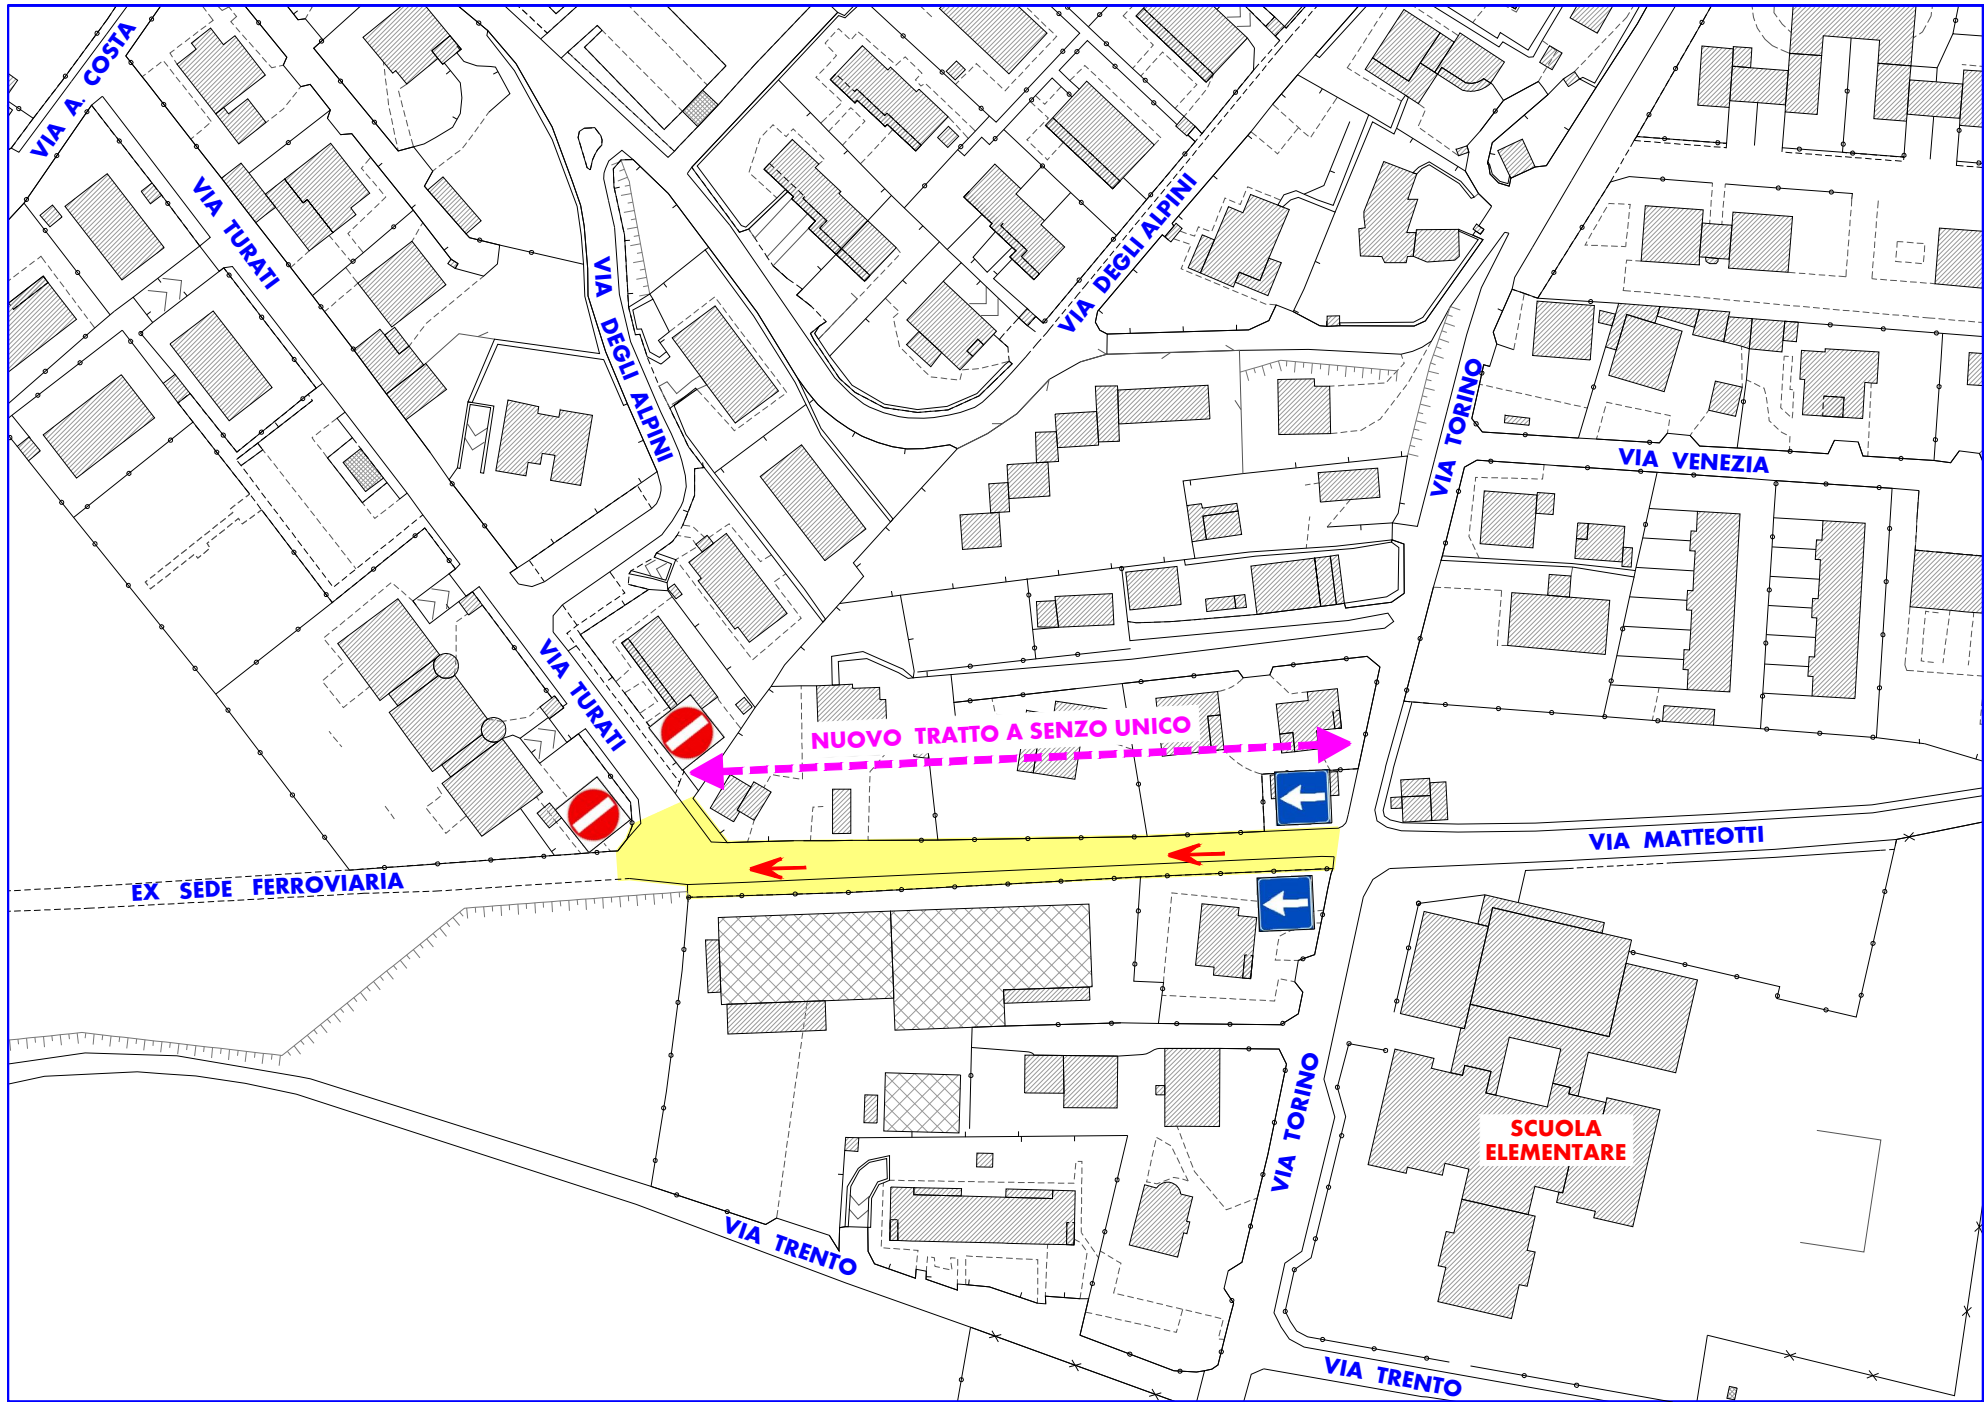 VIA A. COSTA
VIA TURATI
VIA DEGLI ALPINI
VIA DEGLI ALPINI
VIA TORINO
VIA VENEZIA
VIA TURATI
NUOVO TRATTO A SENZO UNICO
VIA MATTEOTTI
EX SEDE FERROVIARIA
VIA TORINO
SCUOLA
ELEMENTARE
VIA TRENTO
VIA TRENTO